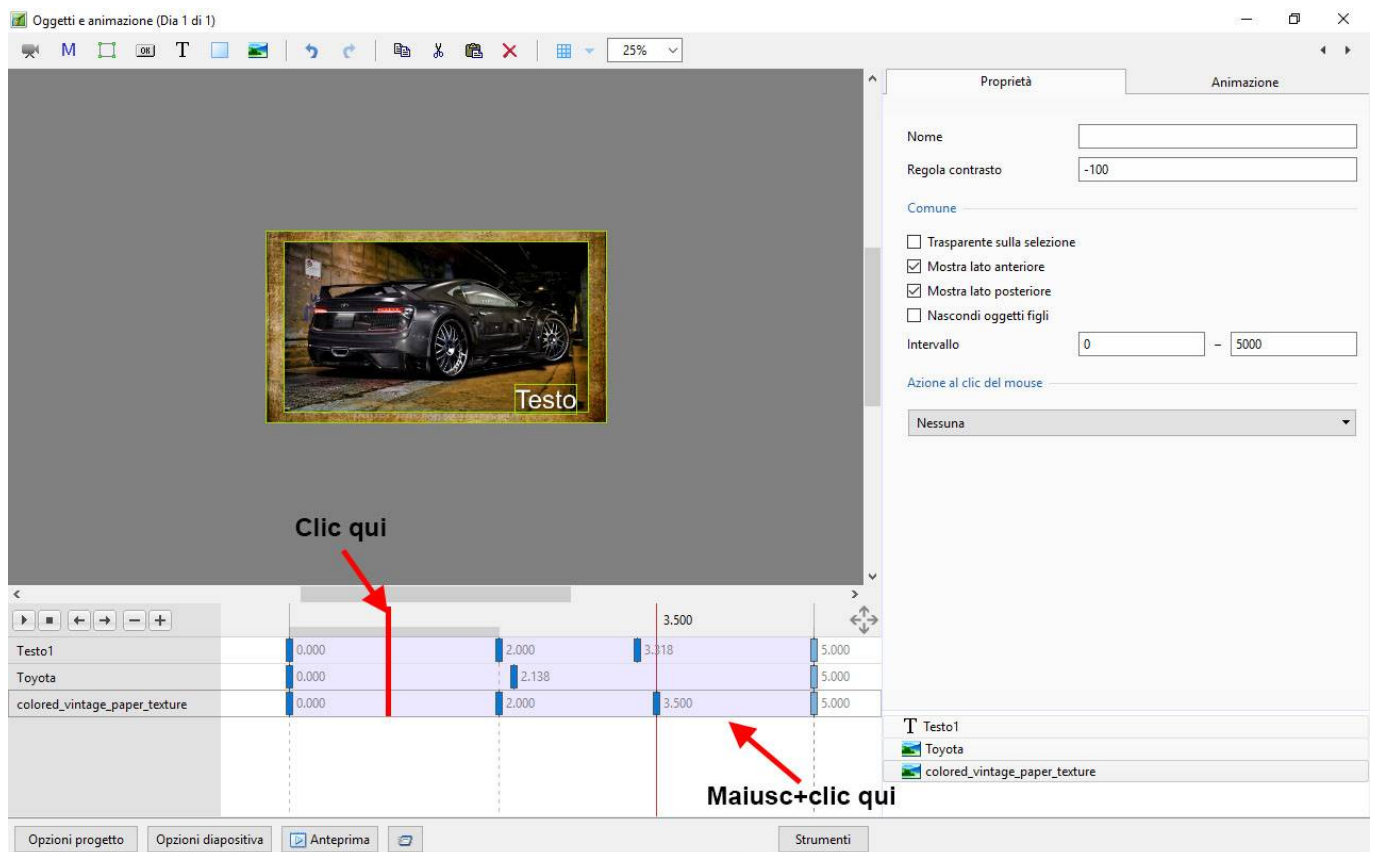 Oggetti e animazione (Dia 1 di 1)
M OK T 25%
Proprietà Animazione
Nome
Regola contrasto -100
Comune
Trasparente sulla selezione
Mostra lato anteriore
Mostra lato posteriore
Nascondi oggetti figli
Intervallo 0 – 5000
Azione al clic del mouse
Nessuna
Testo
Clic qui
3.500
Testo1 0.000 2.000 3.318 5.000
Toyota 0.000 2.138 5.000
colored_vintage_paper_texture 0.000 2.000 3.500 5.000
T Testo1
Toyota
colored_vintage_paper_texture
Maiusc+clic qui
Opzioni progetto Opzioni diapositiva Anteprima Strumenti